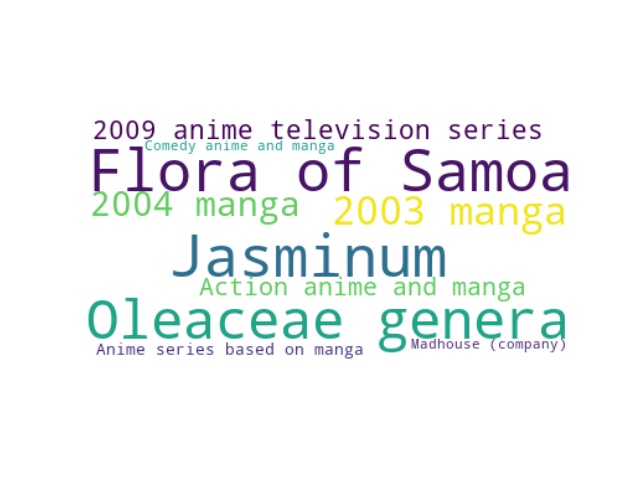 2009 anime television series
Comedy anime and manga
Flora of Samoa
2004 manga
2003 manga
Jasminum
Action anime and manga
Oleaceae genera
Anime series based on manga
Madhouse (company)